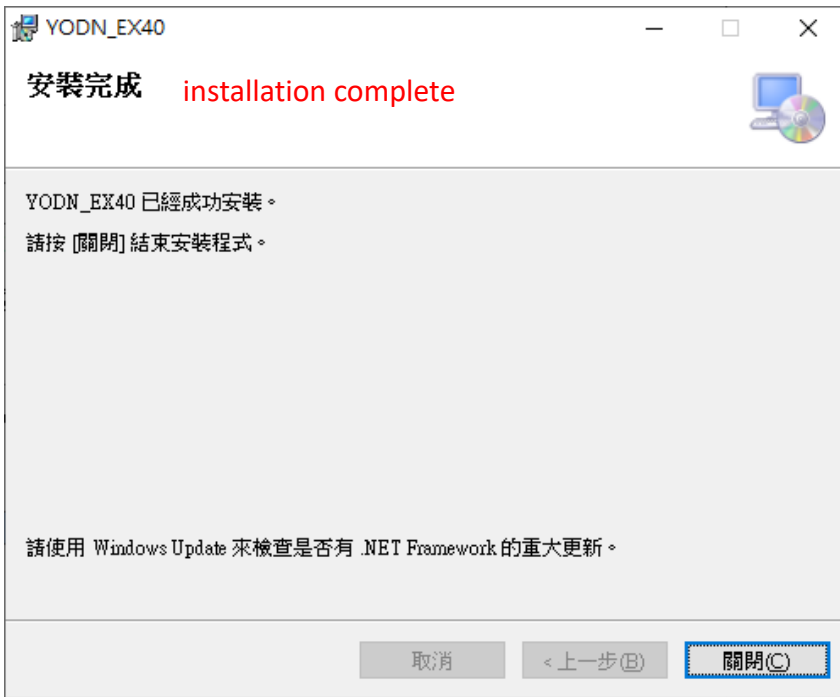 YODN_EX40
安裝完成 installation complete
YODN_EX40 已經成功安裝。
請按 [關閉] 結束安裝程式。
請使用 Windows Update 來檢查是否有 .NET Framework 的重大更新。
取消 < 上一步(B) 關閉(C)